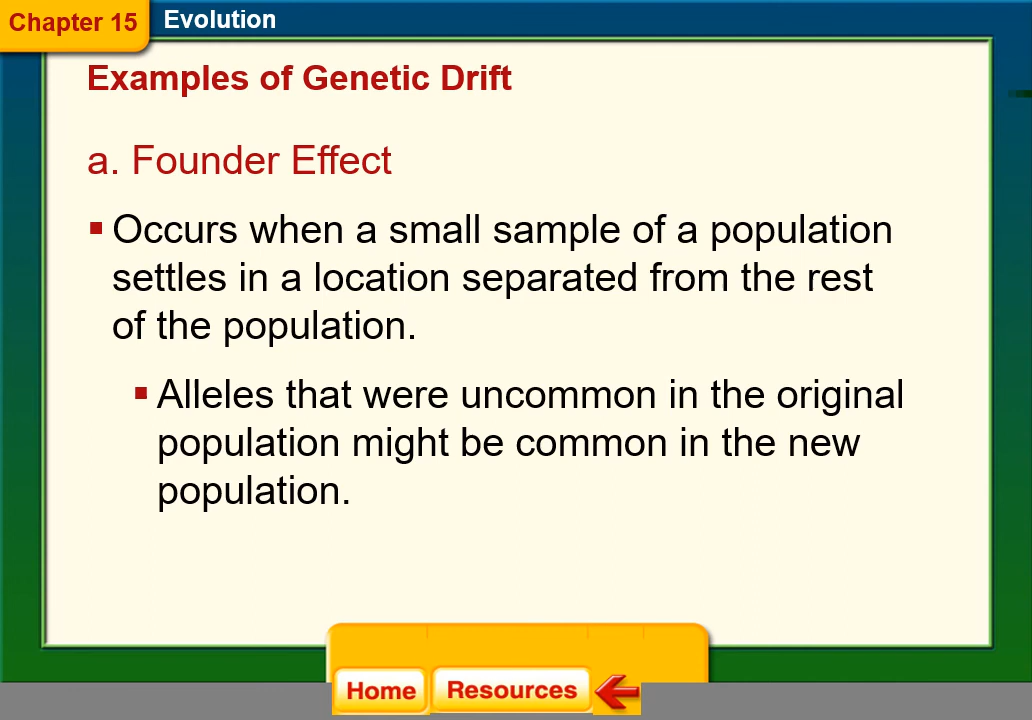 Chapter 15
Evolution
Examples of Genetic Drift
a. Founder Effect
Occurs when a small sample of a population
settles in a location separated from the rest
of the population.
Alleles that were uncommon in the original
population might be common in the new
population.
Home
Resources